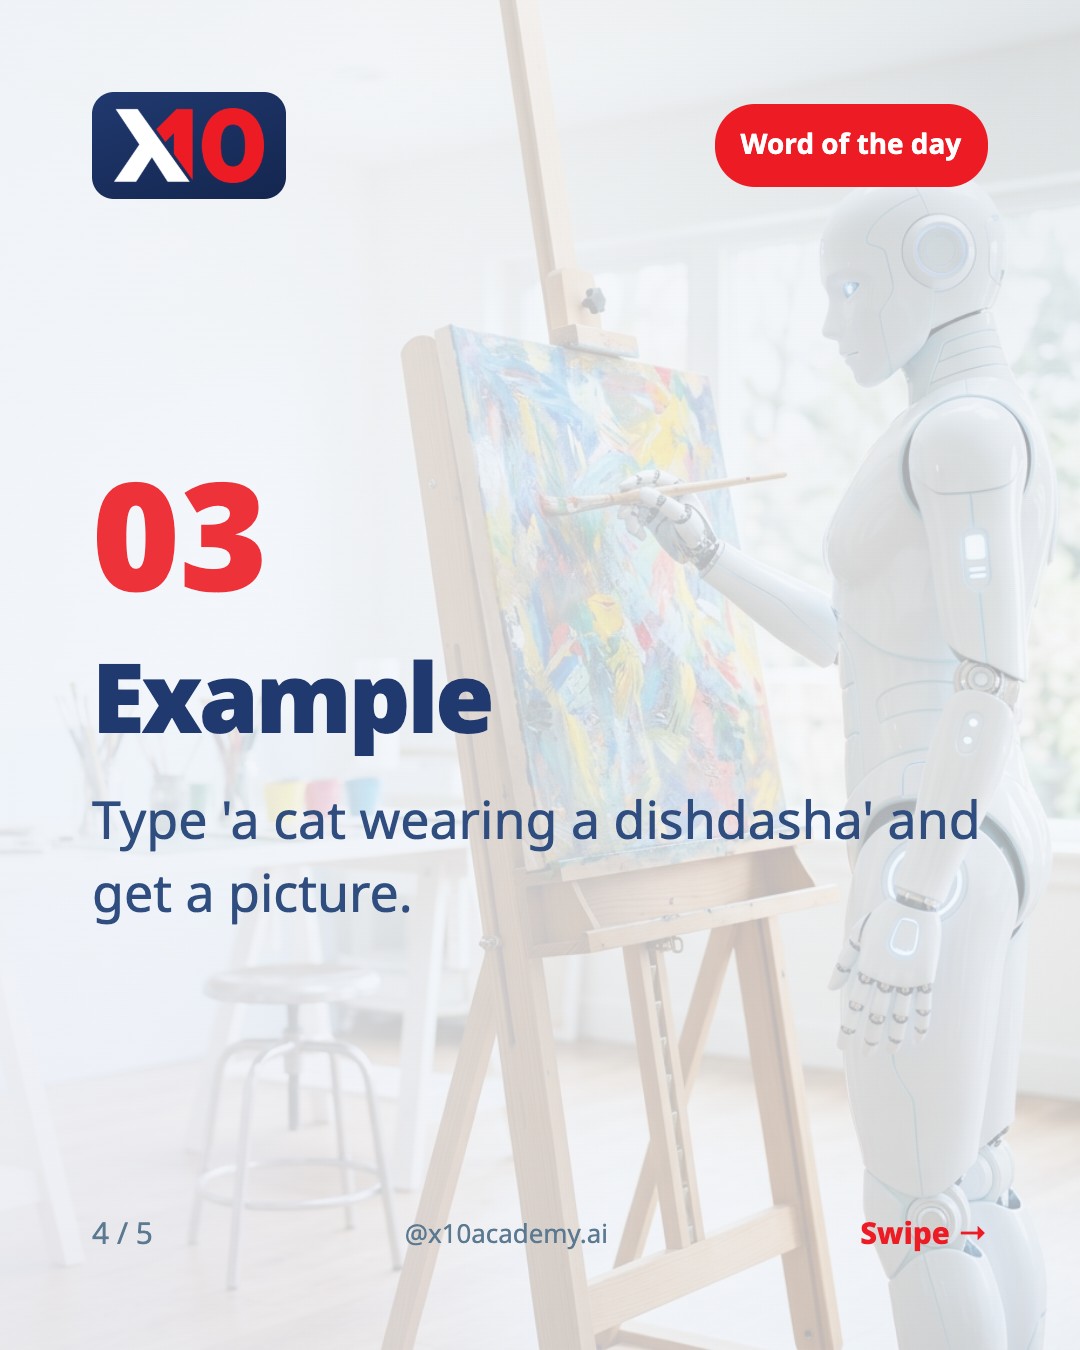 X10
Word of the day
03
Example
Type 'a cat wearing a dishdasha' and
get a picture.
4 / 5
@x10academy.ai
Swipe →